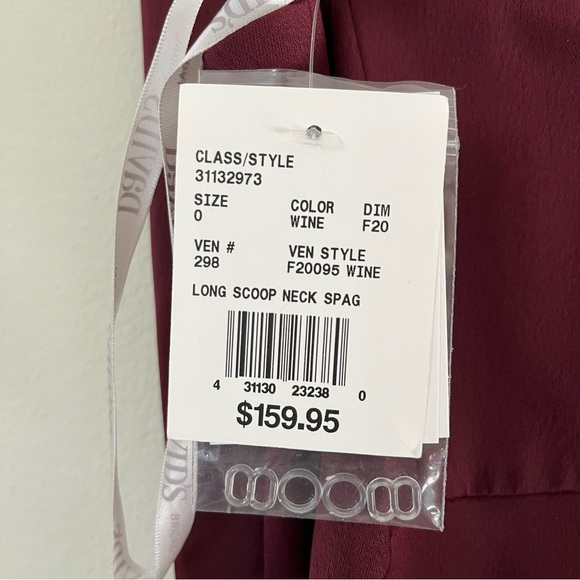 CLASS/STYLE
31132973
SIZE COLOR DIM
0 WINE F20
VEN # VEN STYLE
298 F20095 WINE
LONG SCOOP NECK SPAG
4 31130 23238 0
$159.95
DAVID'S